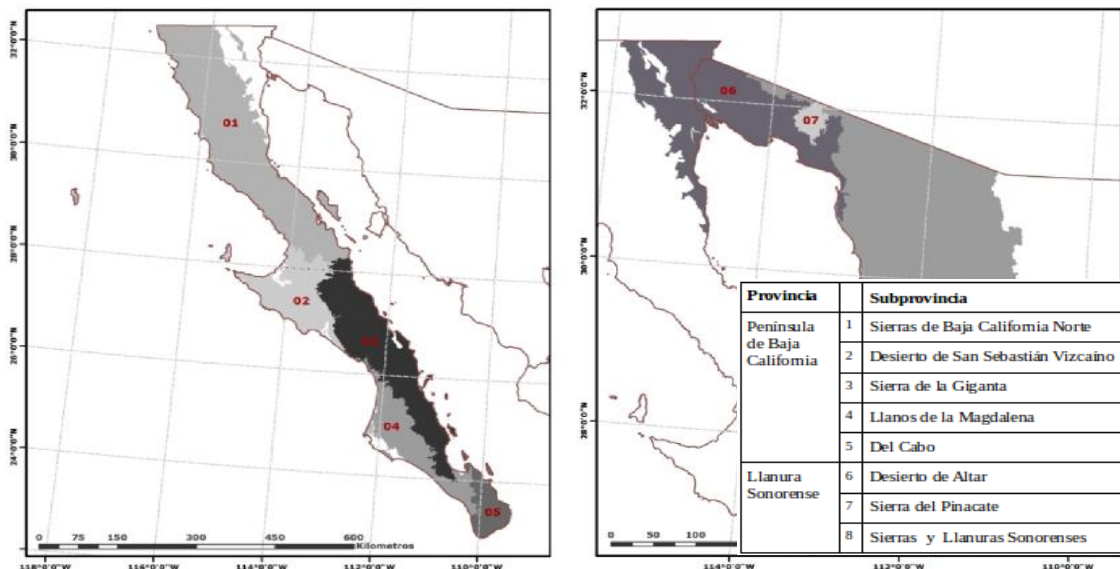 32°0'0"N
01
30°0'0"N
28°0'0"N
02
03
26°0'0"N
04
24°0'0"N
05
0 75 150 300 450 600
Kilometros
118°0'0"W 116°0'0"W 114°0'0"W 112°0'0"W 110°0'0"W
32°0'0"N
06
07
30°0'0"N
28°0'0"N
0 50 100
114°0'0"W 112°0'0"W 110°0'0"W
Provincia Subprovincia
Península
de Baja
California
1 Sierras de Baja California Norte
2 Desierto de San Sebastián Vizcaíno
3 Sierra de la Giganta
4 Llanos de la Magdalena
5 Del Cabo
Llanura
Sonorense
6 Desierto de Altar
7 Sierra del Pinacate
8 Sierras y Llanuras Sonorenses